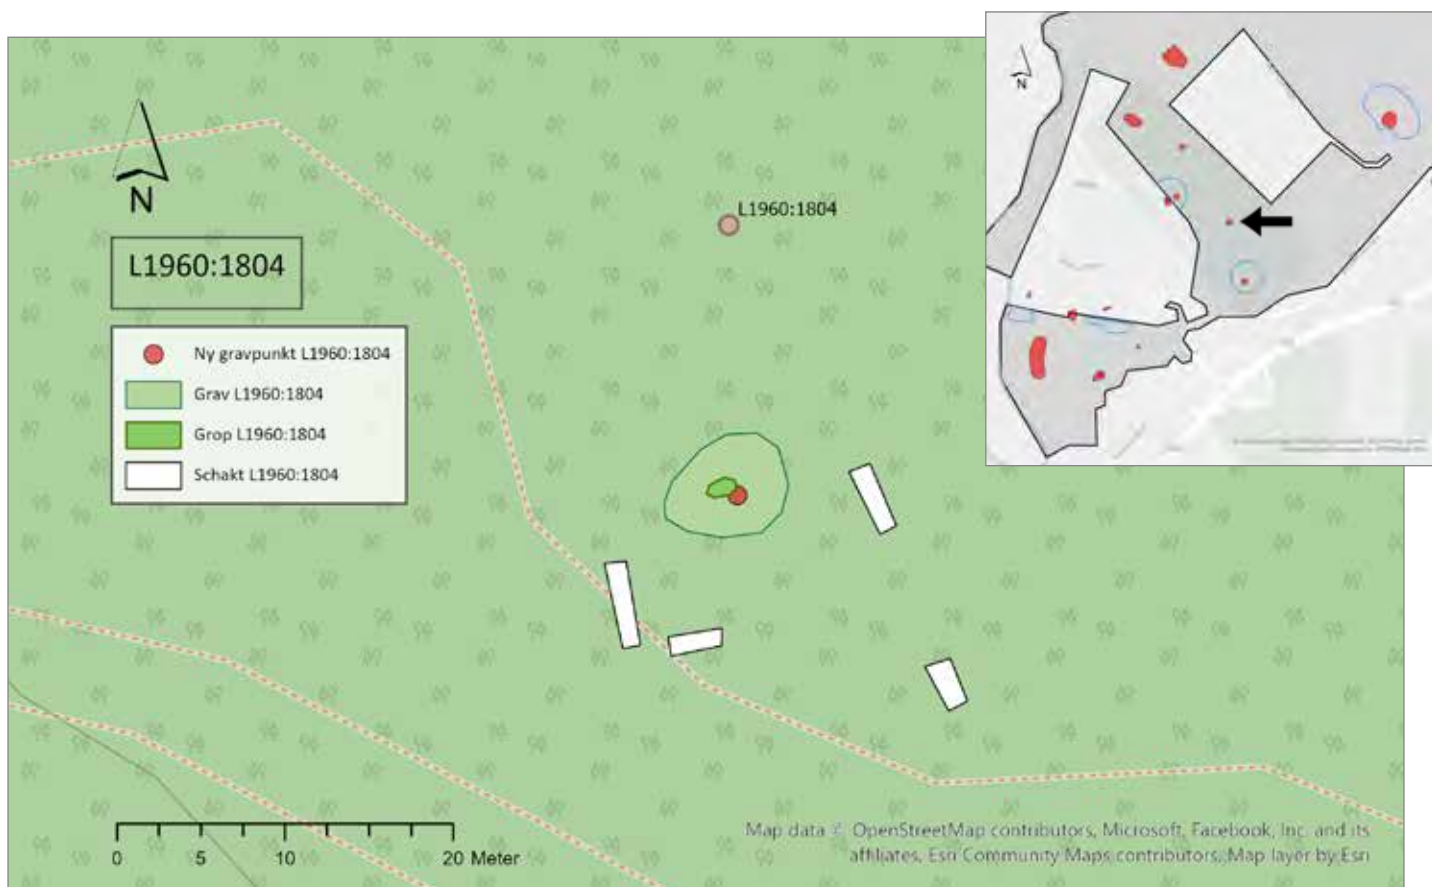 N
N
L1960:1804
L1960:1804
Ny gravpunkt L1960:1804
Grav L1960:1804
Grop L1960:1804
Schakt L1960:1804
0 5 10 20 Meter
Map data © OpenStreetMap contributors, Microsoft, Facebook, Inc. and its
affiliates, Esri Community Maps contributors, Map layer by Esri